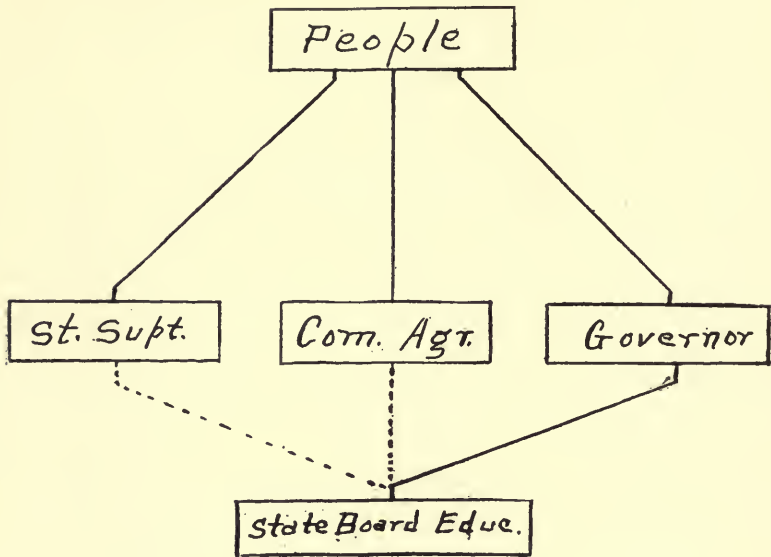 People
St. Supt.
Com. Agr.
Governor
State Board Educ.